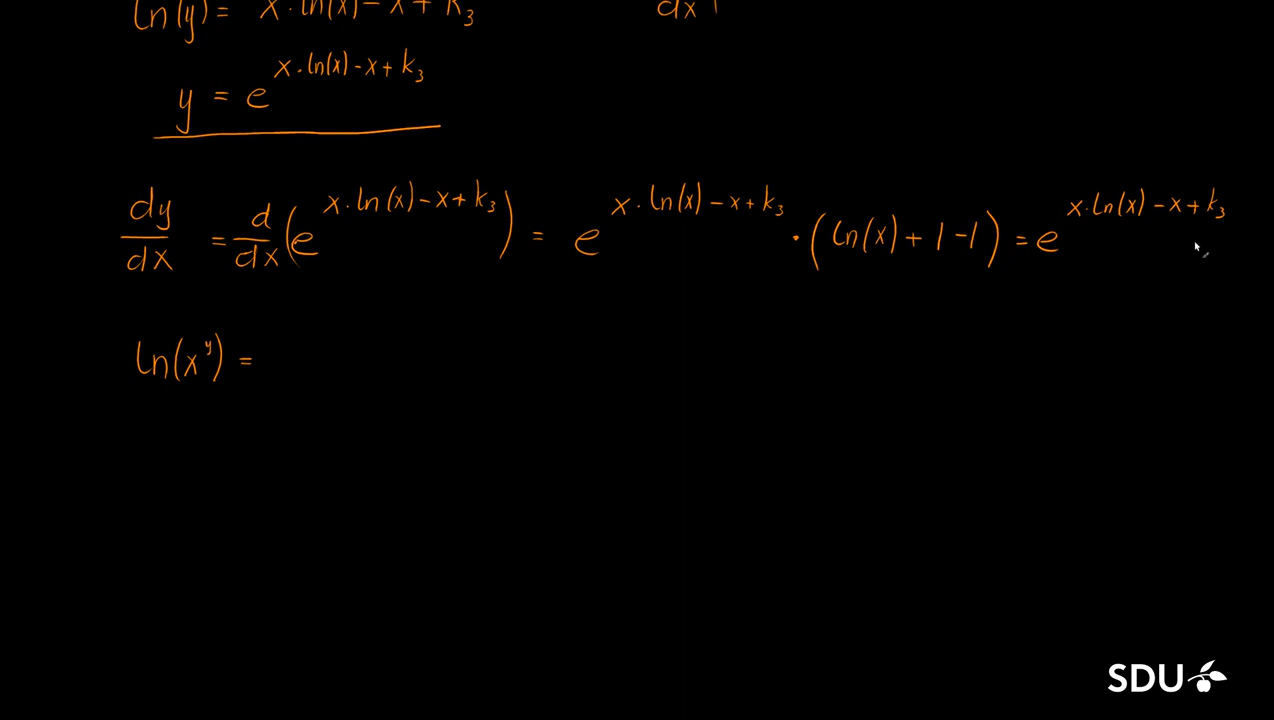 ln(y) = x · ln(x) − x + k₃ d/dx
y = e^(x·ln(x)−x+k₃)
dy/dx = d/dx (e^(x·ln(x)−x+k₃)) = e^(x·ln(x)−x+k₃) · (ln(x) + 1 − 1) = e^(x·ln(x)−x+k₃)
ln(x^y) =
SDU